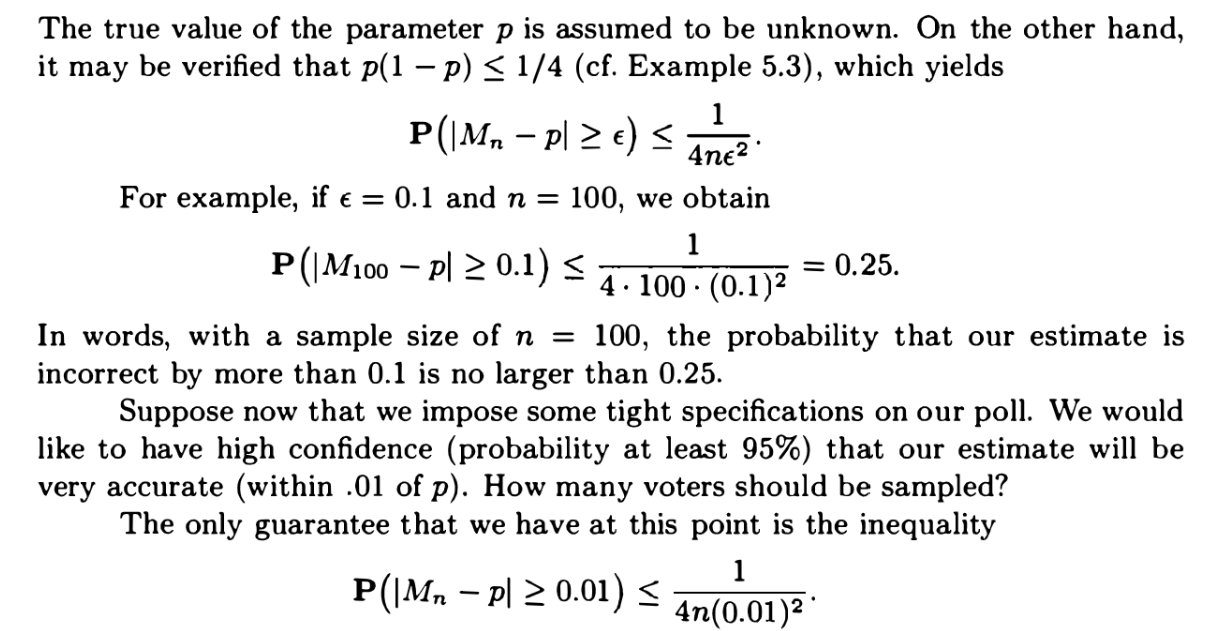 The true value of the parameter p is assumed to be unknown. On the other hand,
it may be verified that p(1 − p) ≤ 1/4 (cf. Example 5.3), which yields
P(|Mₙ − p| ≥ ϵ) ≤ 1/(4nϵ²).
For example, if ϵ = 0.1 and n = 100, we obtain
P(|M₁₀₀ − p| ≥ 0.1) ≤ 1/(4 · 100 · (0.1)²) = 0.25.
In words, with a sample size of n = 100, the probability that our estimate is
incorrect by more than 0.1 is no larger than 0.25.
Suppose now that we impose some tight specifications on our poll. We would
like to have high confidence (probability at least 95%) that our estimate will be
very accurate (within .01 of p). How many voters should be sampled?
The only guarantee that we have at this point is the inequality
P(|Mₙ − p| ≥ 0.01) ≤ 1/(4n(0.01)²).